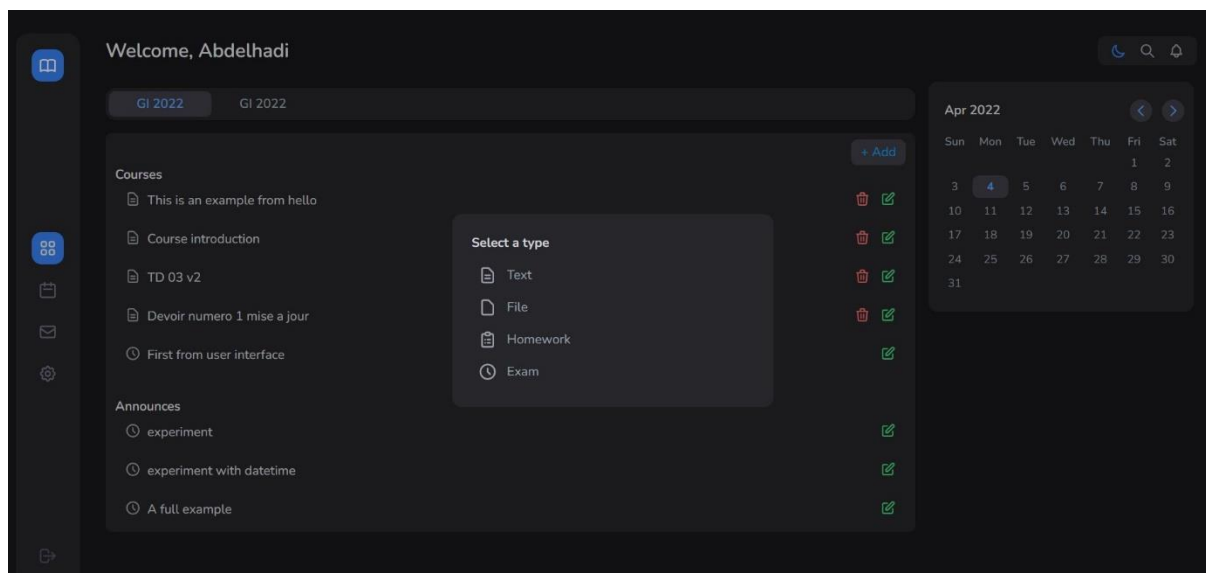 Welcome, Abdelhadi
GI 2022 GI 2022
+ Add
Courses
This is an example from hello
Course introduction
TD 03 v2
Devoir numero 1 mise a jour
First from user interface
Announces
experiment
experiment with datetime
A full example
Select a type
Text
File
Homework
Exam
Apr 2022
Sun Mon Tue Wed Thu Fri Sat
1 2
3 4 5 6 7 8 9
10 11 12 13 14 15 16
17 18 19 20 21 22 23
24 25 26 27 28 29 30
31